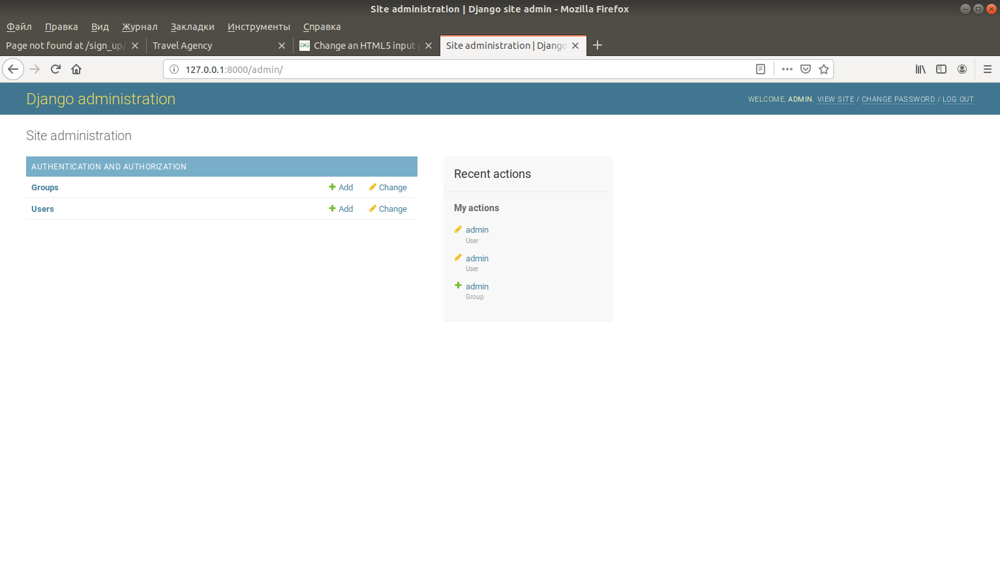 Site administration | Django site admin - Mozilla Firefox
Файл Правка Вид Журнал Закладки Инструменты Справка
Page not found at /sign_up/ Travel Agency Change an HTML5 input Site administration | Django
127.0.0.1:8000/admin/
Django administration WELCOME, ADMIN. VIEW SITE / CHANGE PASSWORD / LOG OUT
Site administration
AUTHENTICATION AND AUTHORIZATION
Groups Add Change
Users Add Change
Recent actions
My actions
admin
User
admin
User
admin
Group